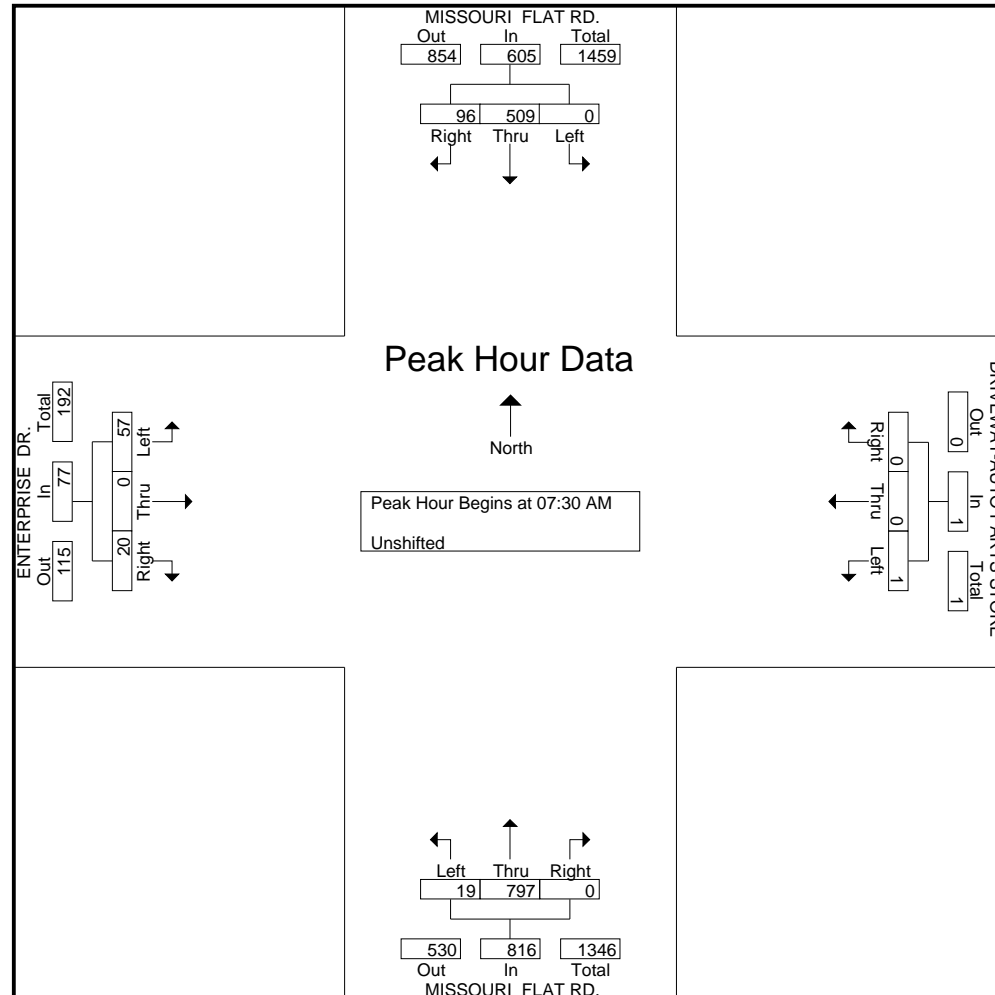 MISSOURI FLAT RD.
Out In Total
854 605 1459
96 509 0
Right Thru Left
Peak Hour Data
North
Peak Hour Begins at 07:30 AM
Unshifted
ENTERPRISE DR.
Out In Total
115 77 192
20 0 57
Right Thru Left
Out In Total
0 1 1
0 0 1
Right Thru Left
Left Thru Right
19 797 0
530 816 1346
Out In Total
MISSOURI FLAT RD.